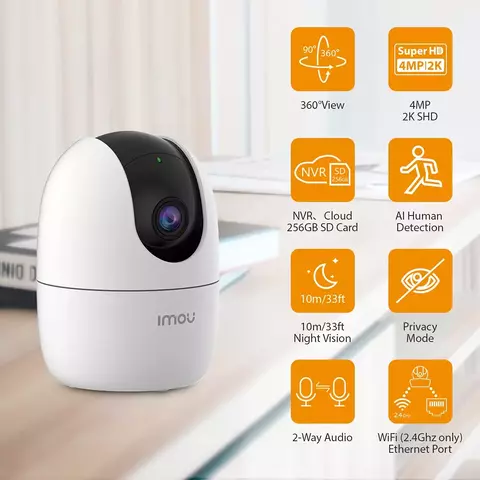 90° 360°
360°View
Super HD
4MP|2K
4MP
2K SHD
NVR SD
256GB
NVR、Cloud
256GB SD Card
AI Human
Detection
10m/33ft
10m/33ft
Night Vision
Privacy
Mode
2-Way Audio
2.4G
WiFi (2.4Ghz only)
Ethernet Port
imou